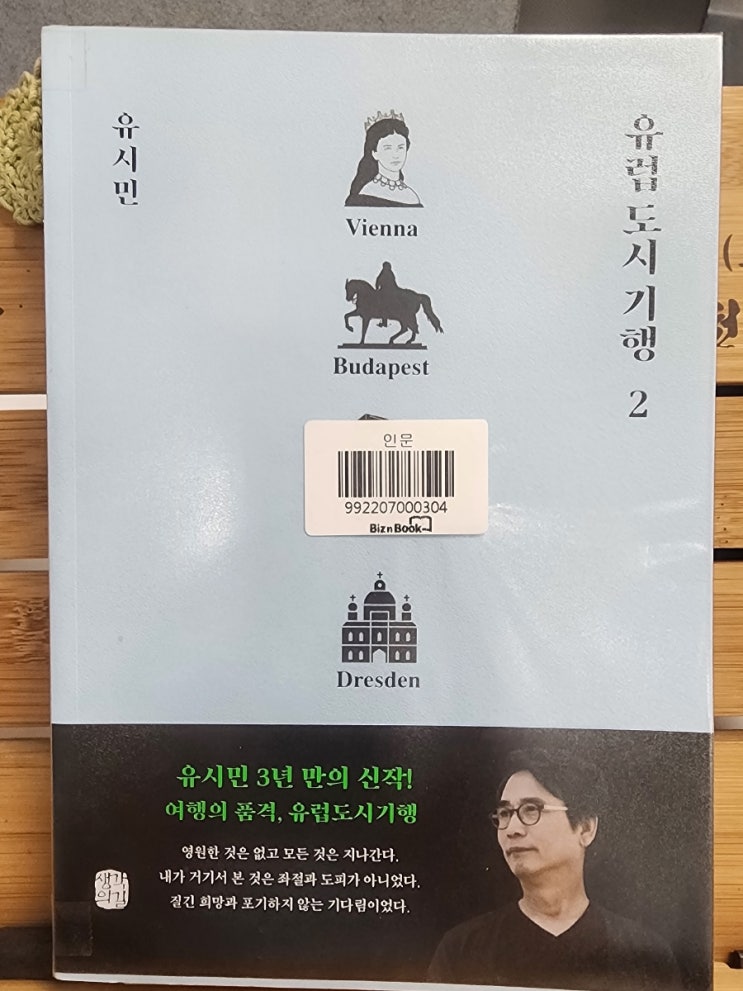 유시민
유럽 도시 기행 2
Vienna
Budapest
인문
992207000304
Biz n Book
Dresden
유시민 3년 만의 신작!
여행의 품격, 유럽도시기행
영원한 것은 없고 모든 것은 지나간다.
내가 거기서 본 것은 좌절과 도피가 아니었다.
질긴 희망과 포기하지 않는 기다림이었다.
생각
의길